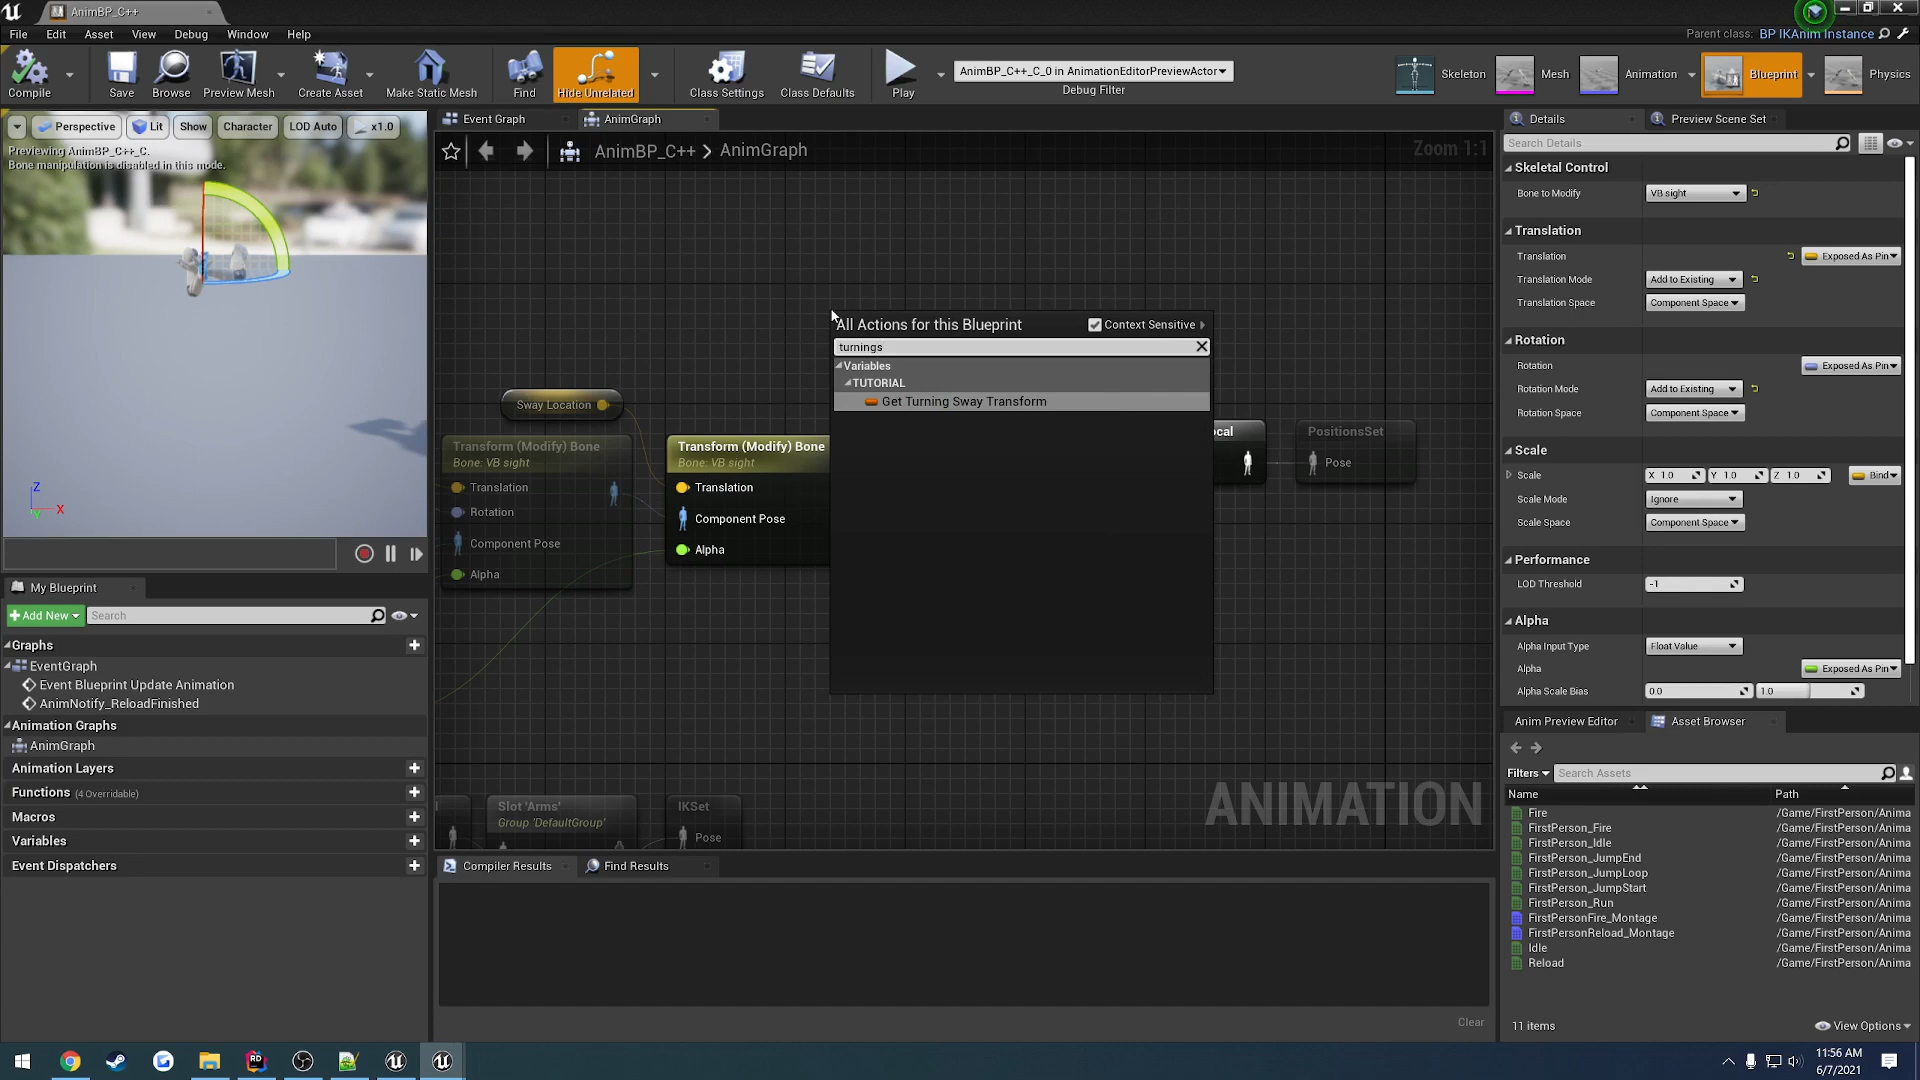 AnimBP_C++
File Edit Asset View Debug Window Help
Parent class: BP IKAnim Instance
Compile
Save
Browse
Preview Mesh
Create Asset
Make Static Mesh
Find
Hide Unrelated
Class Settings
Class Defaults
Play
AnimBP_C++_C_0 in AnimationEditorPreviewActor
Debug Filter
Skeleton
Mesh
Animation
Blueprint
Physics
Perspective Lit Show Character LOD Auto x1.0
Previewing AnimBP_C++_C.
Bone manipulation is disabled in this mode.
Z
X
Y
Event Graph
AnimGraph
AnimBP_C++ > AnimGraph
Zoom 1:1
Sway Location
Transform (Modify) Bone
Bone: VB sight
Translation
Rotation
Component Pose
Alpha
Transform (Modify) Bone
Bone: VB sight
Translation
Component Pose
Alpha
All Actions for this Blueprint
Context Sensitive
turnings
Variables
TUTORIAL
Get Turning Sway Transform
ocal
PositionsSet
Pose
Slot 'Arms'
Group 'DefaultGroup'
IKSet
Pose
ANIMATION
Compiler Results
Find Results
Clear
My Blueprint
Add New
Search
Graphs
EventGraph
Event Blueprint Update Animation
AnimNotify_ReloadFinished
Animation Graphs
AnimGraph
Animation Layers
Functions (4 Overridable)
Macros
Variables
Event Dispatchers
Details
Preview Scene Set
Search Details
Skeletal Control
Bone to Modify VB sight
Translation
Translation Exposed As Pin
Translation Mode Add to Existing
Translation Space Component Space
Rotation
Rotation Exposed As Pin
Rotation Mode Add to Existing
Rotation Space Component Space
Scale
Scale X 1.0 Y 1.0 Z 1.0 Bind
Scale Mode Ignore
Scale Space Component Space
Performance
LOD Threshold -1
Alpha
Alpha Input Type Float Value
Alpha Exposed As Pin
Alpha Scale Bias 0.0 1.0
Anim Preview Editor
Asset Browser
Filters
Search Assets
Name Path
Fire /Game/FirstPerson/Anima
FirstPerson_Fire /Game/FirstPerson/Anima
FirstPerson_Idle /Game/FirstPerson/Anima
FirstPerson_JumpEnd /Game/FirstPerson/Anima
FirstPerson_JumpLoop /Game/FirstPerson/Anima
FirstPerson_JumpStart /Game/FirstPerson/Anima
FirstPerson_Run /Game/FirstPerson/Anima
FirstPersonFire_Montage /Game/FirstPerson/Anima
FirstPersonReload_Montage /Game/FirstPerson/Anima
Idle /Game/FirstPerson/Anima
Reload /Game/FirstPerson/Anima
11 items
View Options
11:56 AM
6/7/2021